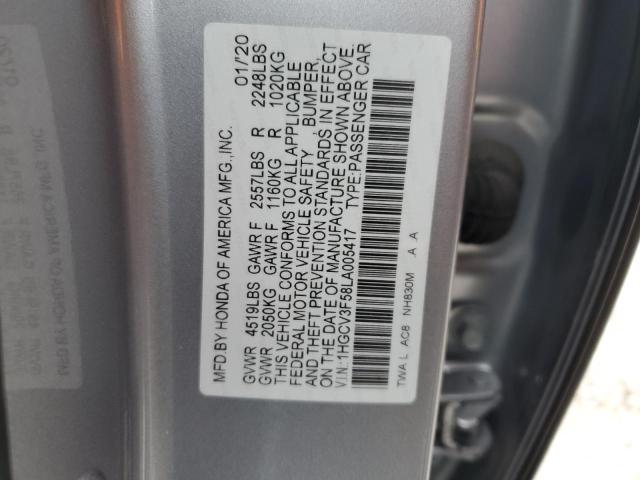 MFD.BY HONDA OF AMERICA MFG.,INC. 01/'20
GVWR 4519LBS GAWR F 2557LBS R 2248LBS
GVWR 2050KG GAWR F 1160KG R 1020KG
THIS VEHICLE CONFORMS TO ALL APPLICABLE
FEDERAL MOTOR VEHICLE SAFETY , BUMPER,
AND THEFT PREVENTION STANDARDS IN EFFECT
ON THE DATE OF MANUFACTURE SHOWN ABOVE.
V.I.N.:1HGCV3F58LA005417 TYPE:PASSENGER CAR
TWA L AC8 NH830M A A